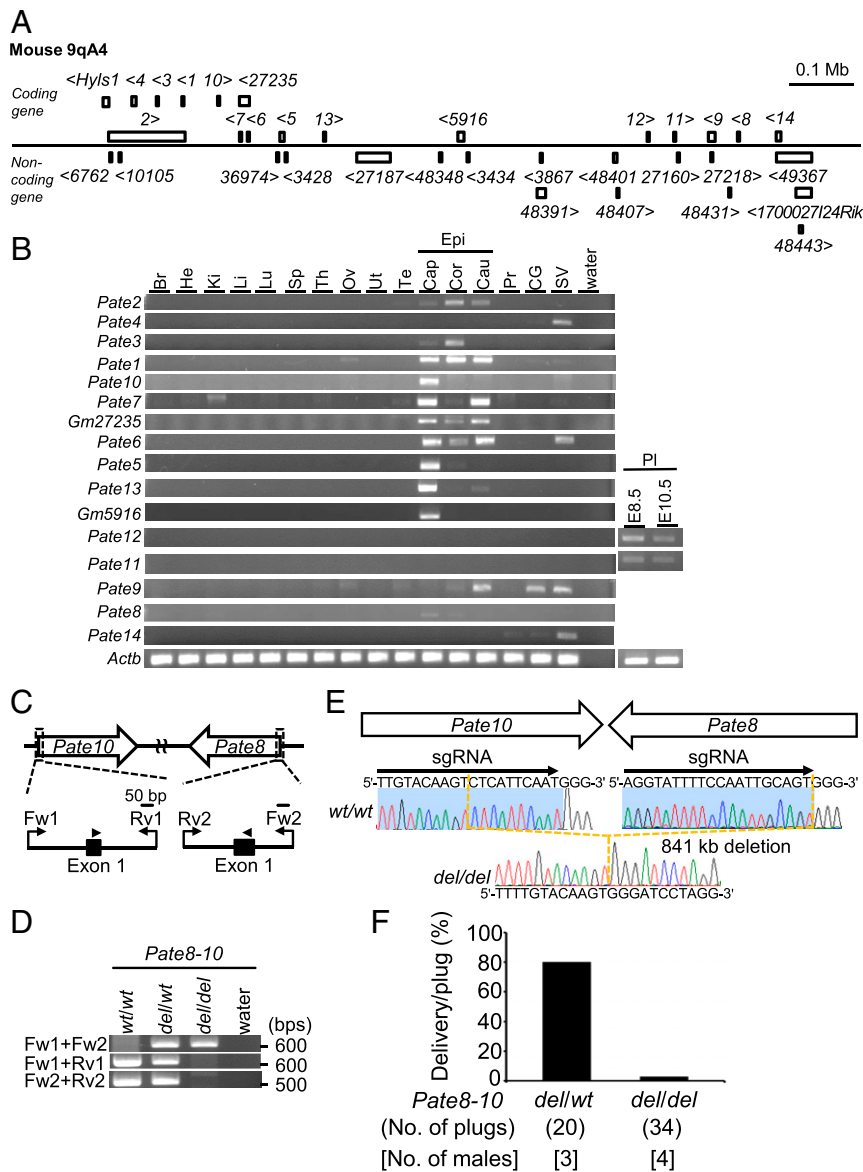 A
Mouse 9qA4
0.1 Mb
<Hyls1 <4 <3 <1 10> <27235
Coding gene
2> <7 <6 <5 13> <5916 12> 11> <9 <8 <14
Non-coding gene
<6762 <10105 36974> <3428 <27187 <48348 <3434 <3867 <48401 27160> 27218> <49367
48391> 48407> 48431> <1700027I24Rik
48443>
B
Epi
Br He Ki Li Lu Sp Th Ov Ut Te Cap Cor Cau Pr CG SV water
Pate2
Pate4
Pate3
Pate1
Pate10
Pate7
Gm27235
Pate6
Pate5
Pate13
Gm5916
Pate12
Pate11
Pate9
Pate8
Pate14
Actb
Pl
E8.5 E10.5
C
Pate10 Pate8
50 bp
Fw1 Rv1 Rv2 Fw2
Exon 1 Exon 1
D
Pate8-10
wt/wt del/wt del/del water (bps)
Fw1+Fw2 600
Fw1+Rv1 600
Fw2+Rv2 500
E
Pate10 Pate8
sgRNA sgRNA
5'-TTGTACAAGTCTCATTCAATGGG-3' 5'-AGGTATTTTCCAATTGCAGTGGG-3'
wt/wt
841 kb deletion
del/del
5'-TTTTGTACAAGTGGGATCCTAGG-3'
F
Delivery/plug (%)
80
60
40
20
0
Pate8-10 del/wt del/del
(No. of plugs) (20) (34)
[No. of males] [3] [4]